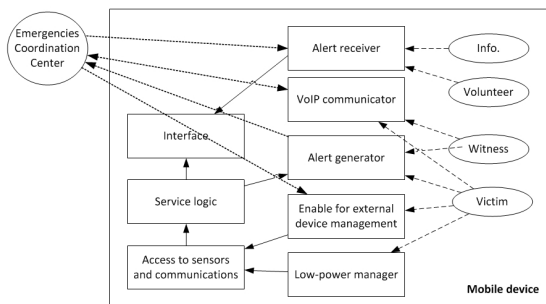 Emergencies
Coordination
Center
Alert receiver
Info.
Volunteer
VoIP communicator
Interface
Witness
Alert generator
Service logic
Enable for external
device management
Victim
Access to sensors
and communications
Low-power manager
Mobile device